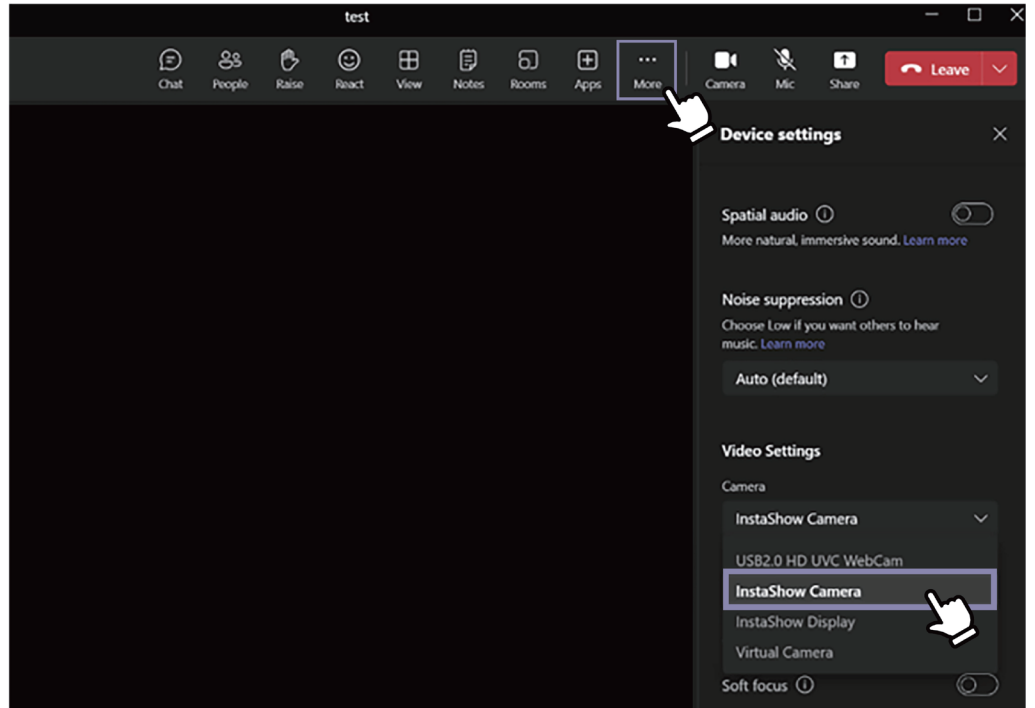 test
Chat People Raise React View Notes Rooms Apps More Camera Mic Share Leave
Device settings
Spatial audio
More natural, immersive sound. Learn more
Noise suppression
Choose Low if you want others to hear
music. Learn more
Auto (default)
Video Settings
Camera
InstaShow Camera
USB2.0 HD UVC WebCam
InstaShow Camera
InstaShow Display
Virtual Camera
Soft focus